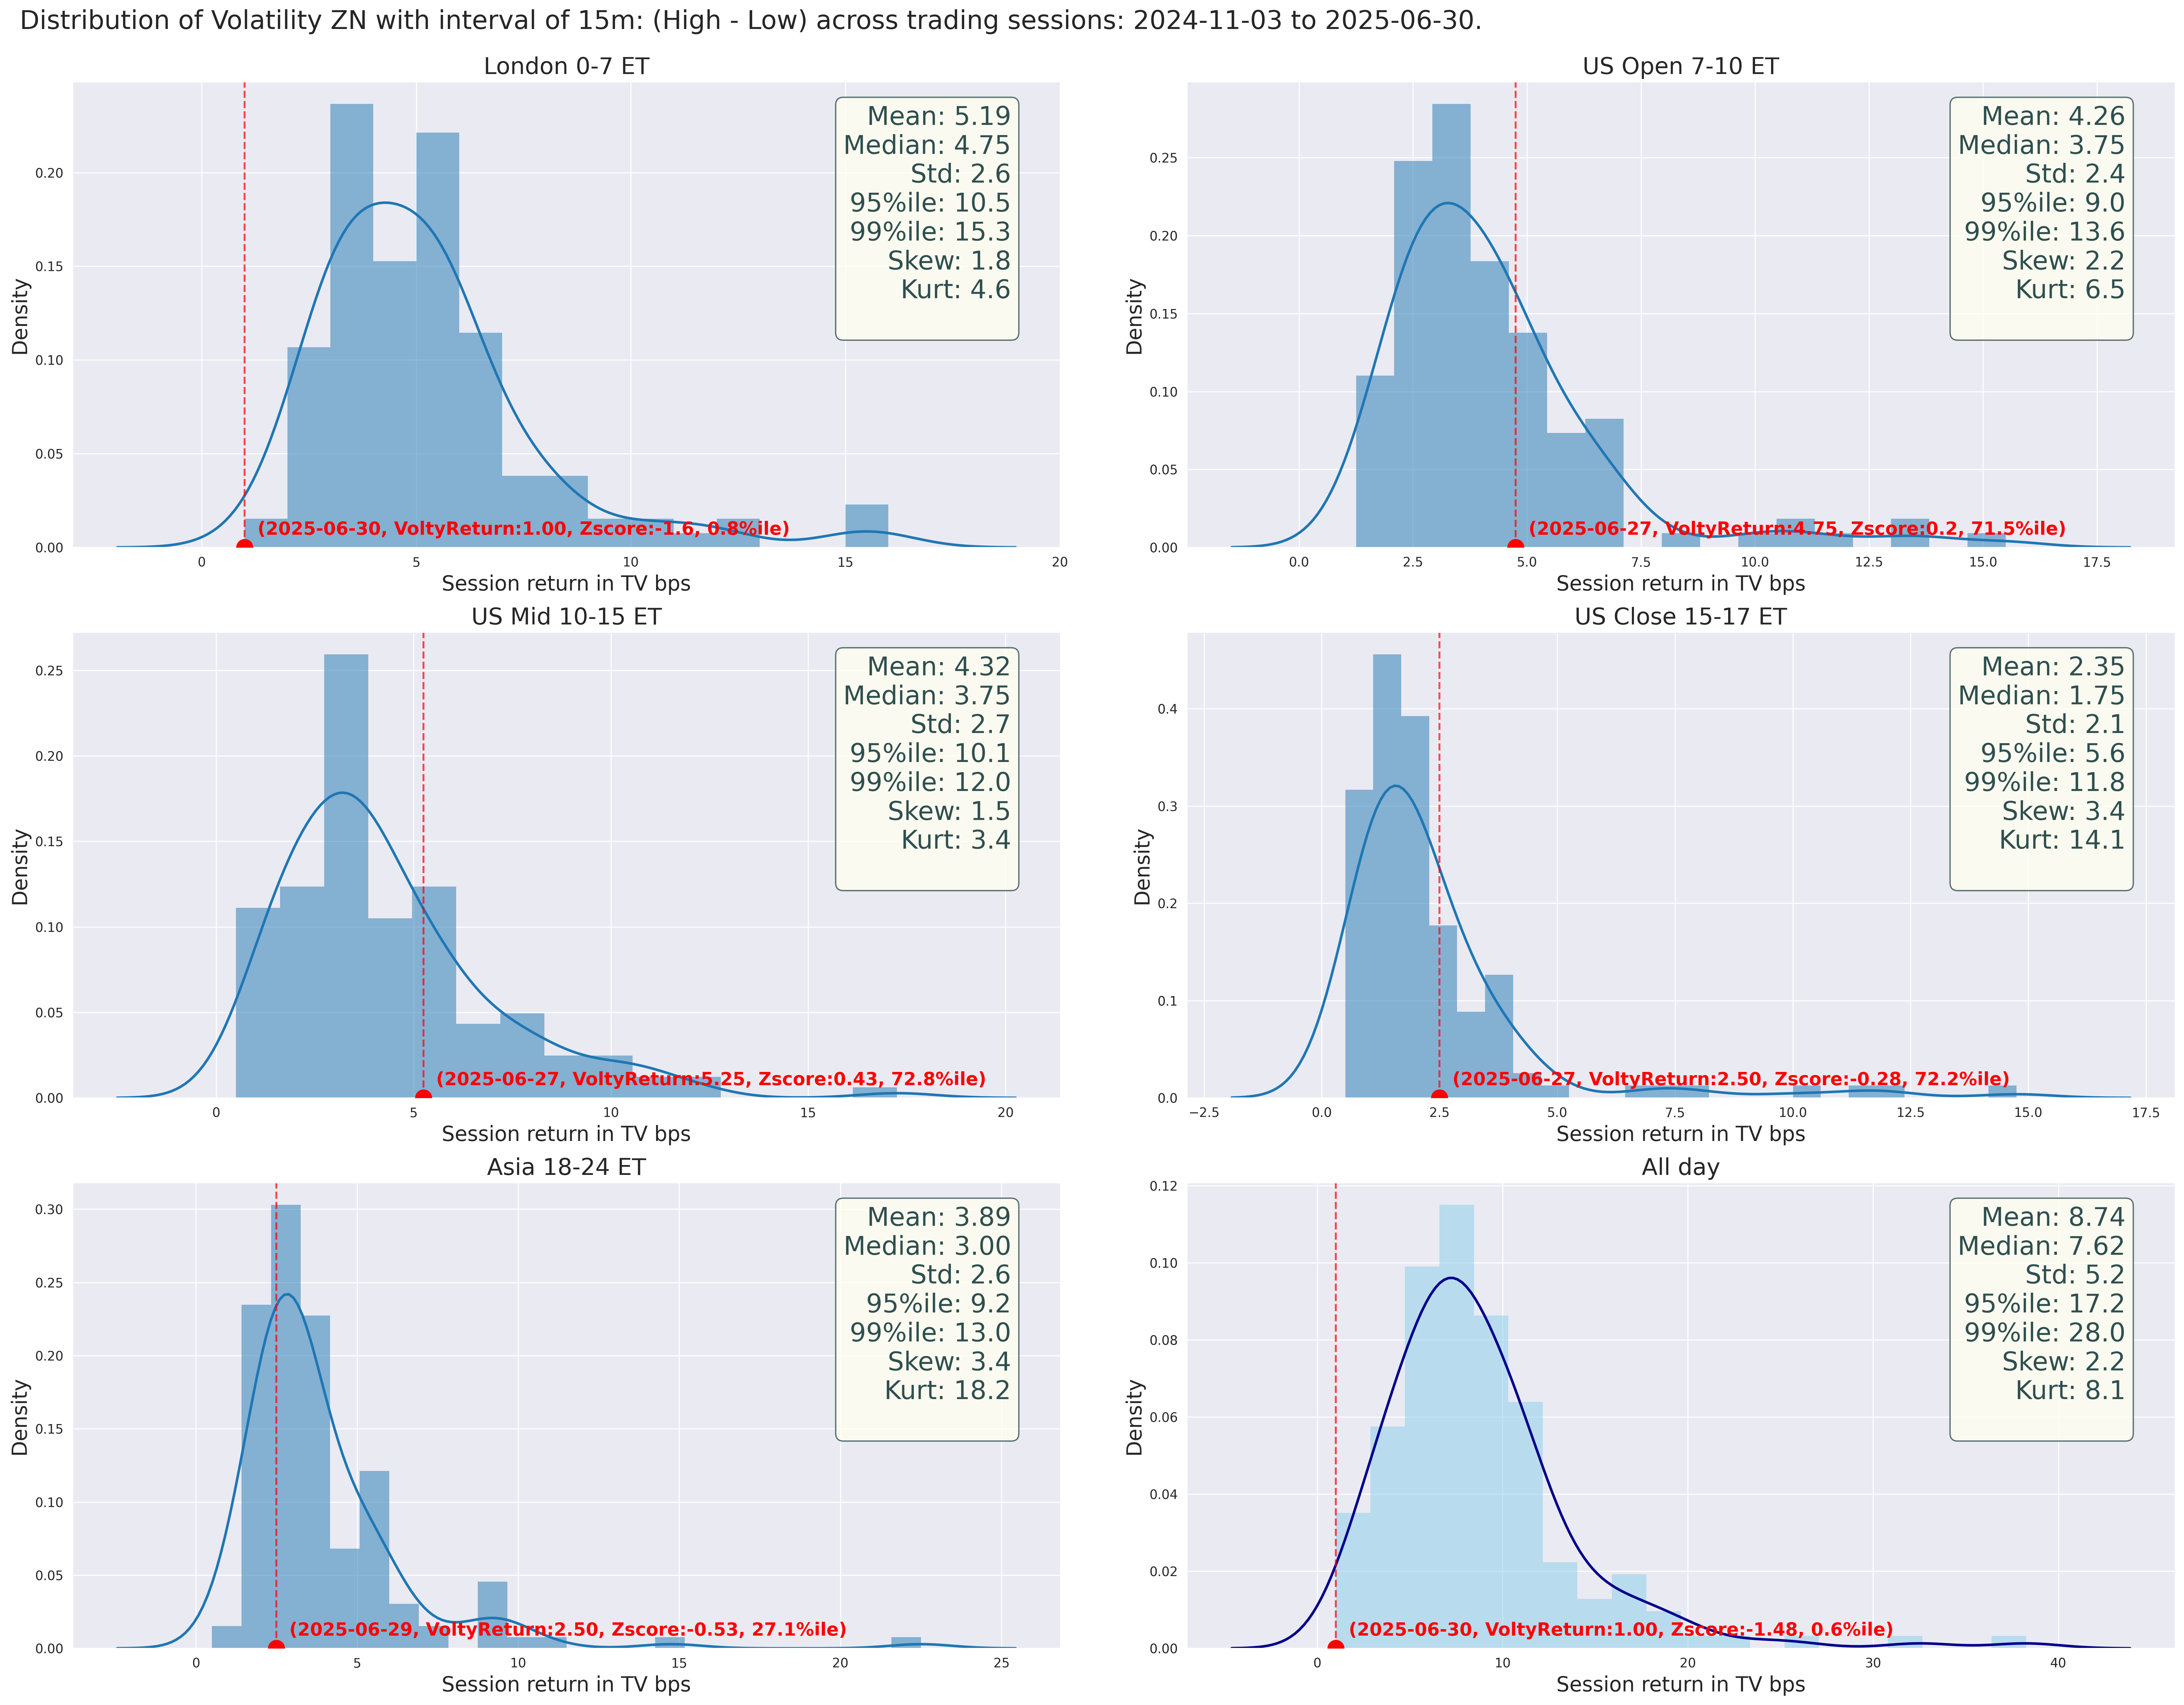 Distribution of Volatility ZN with interval of 15m: (High - Low) across trading sessions: 2024-11-03 to 2025-06-30.
London 0-7 ET
Mean: 5.19
Median: 4.75
Std: 2.6
95%ile: 10.5
99%ile: 15.3
Skew: 1.8
Kurt: 4.6
Density
0.20
0.15
0.10
0.05
0.00
(2025-06-30, VoltyReturn:1.00, Zscore:-1.6, 0.8%ile)
0 5 10 15 20
Session return in TV bps
US Open 7-10 ET
Mean: 4.26
Median: 3.75
Std: 2.4
95%ile: 9.0
99%ile: 13.6
Skew: 2.2
Kurt: 6.5
Density
0.25
0.20
0.15
0.10
0.05
0.00
(2025-06-27, VoltyReturn:4.75, Zscore:0.2, 71.5%ile)
0.0 2.5 5.0 7.5 10.0 12.5 15.0 17.5
Session return in TV bps
US Mid 10-15 ET
Mean: 4.32
Median: 3.75
Std: 2.7
95%ile: 10.1
99%ile: 12.0
Skew: 1.5
Kurt: 3.4
Density
0.25
0.20
0.15
0.10
0.05
0.00
(2025-06-27, VoltyReturn:5.25, Zscore:0.43, 72.8%ile)
0 5 10 15 20
Session return in TV bps
US Close 15-17 ET
Mean: 2.35
Median: 1.75
Std: 2.1
95%ile: 5.6
99%ile: 11.8
Skew: 3.4
Kurt: 14.1
Density
0.4
0.3
0.2
0.1
0.0
(2025-06-27, VoltyReturn:2.50, Zscore:-0.28, 72.2%ile)
−2.5 0.0 2.5 5.0 7.5 10.0 12.5 15.0 17.5
Session return in TV bps
Asia 18-24 ET
Mean: 3.89
Median: 3.00
Std: 2.6
95%ile: 9.2
99%ile: 13.0
Skew: 3.4
Kurt: 18.2
Density
0.30
0.25
0.20
0.15
0.10
0.05
0.00
(2025-06-29, VoltyReturn:2.50, Zscore:-0.53, 27.1%ile)
0 5 10 15 20 25
Session return in TV bps
All day
Mean: 8.74
Median: 7.62
Std: 5.2
95%ile: 17.2
99%ile: 28.0
Skew: 2.2
Kurt: 8.1
Density
0.12
0.10
0.08
0.06
0.04
0.02
0.00
(2025-06-30, VoltyReturn:1.00, Zscore:-1.48, 0.6%ile)
0 10 20 30 40
Session return in TV bps